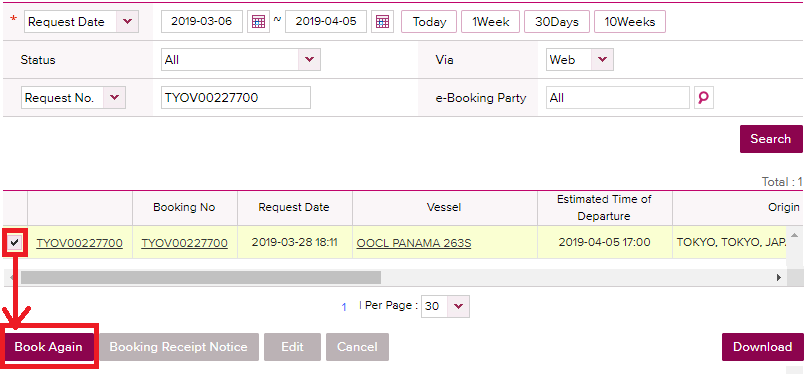 * Request Date 2019-03-06 ~ 2019-04-05 Today 1Week 30Days 10Weeks
Status All Via Web
Request No. TYOV00227700 e-Booking Party All
Search
Total : 1
Booking No Request Date Vessel Estimated Time of Departure Origin
TYOV00227700 TYOV00227700 2019-03-28 18:11 OOCL PANAMA 263S 2019-04-05 17:00 TOKYO, TOKYO, JAP
1 | Per Page : 30
Book Again Booking Receipt Notice Edit Cancel Download